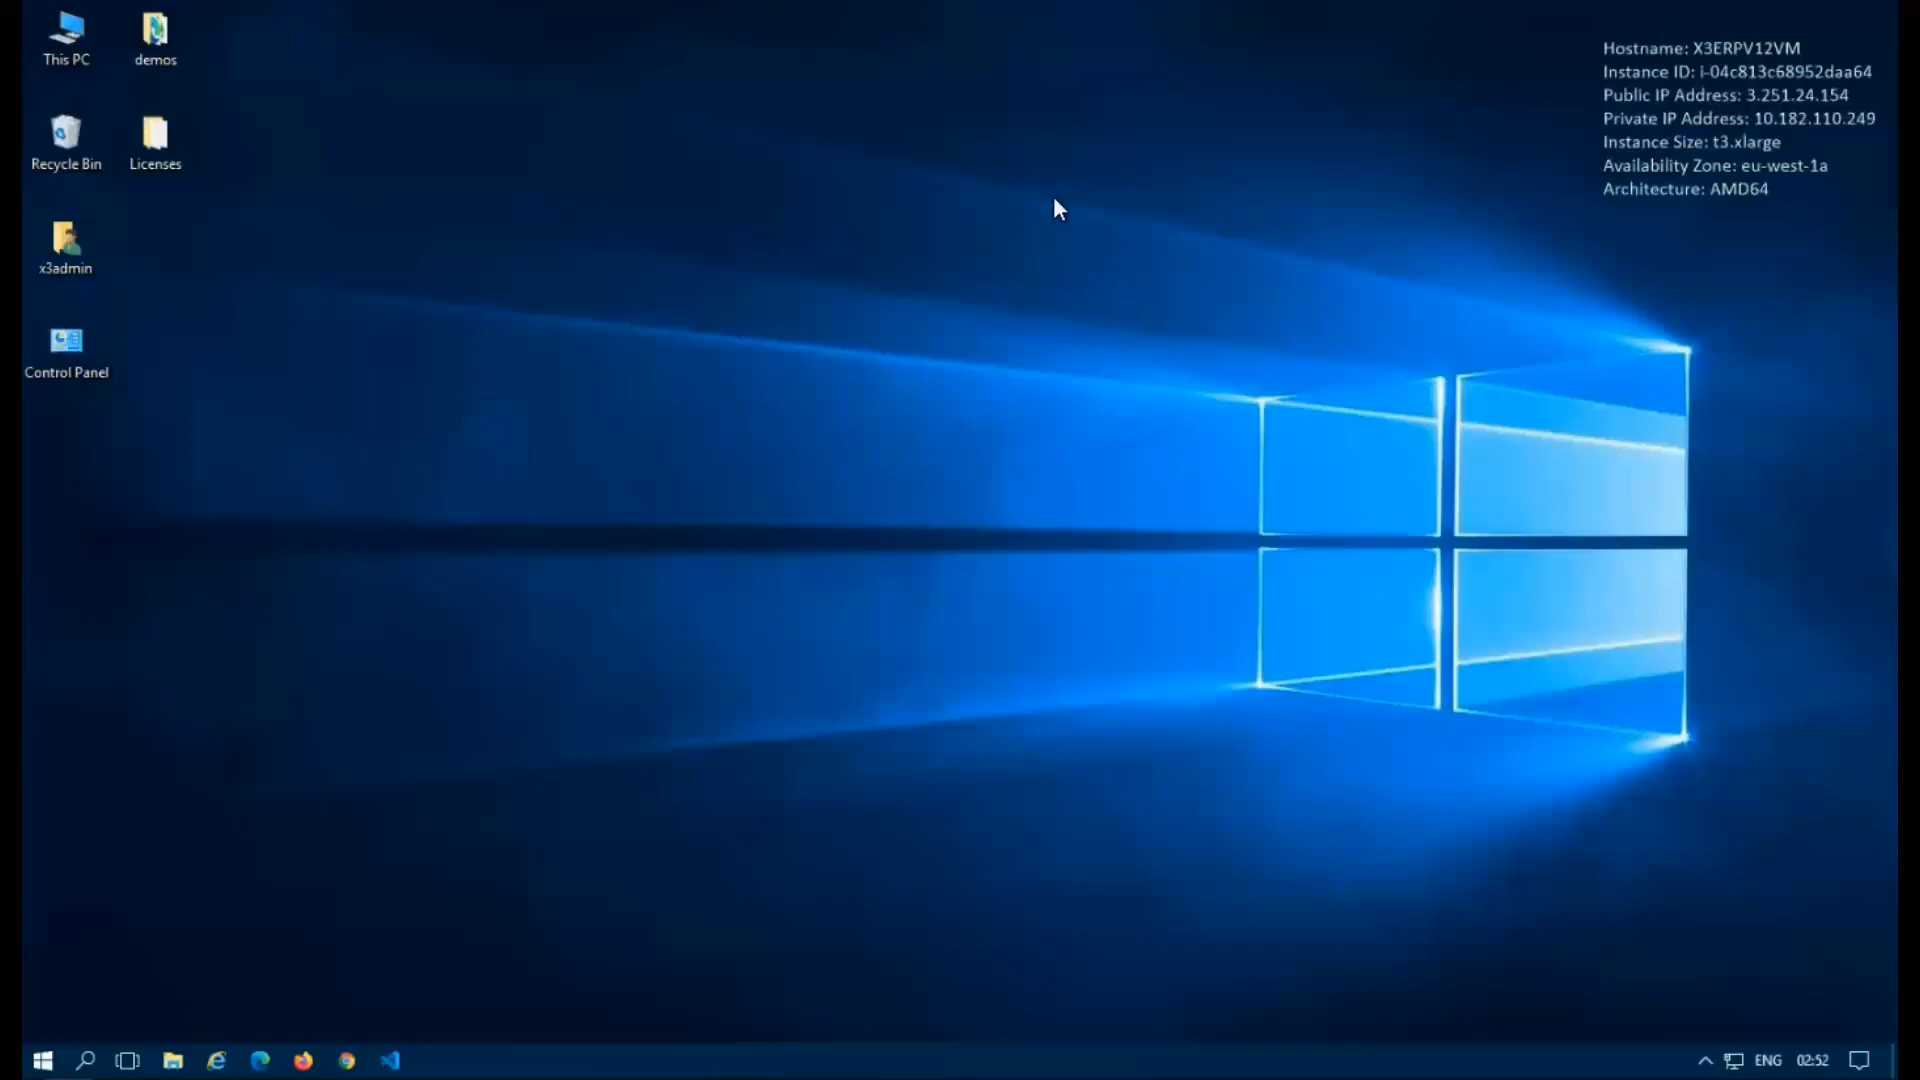 This PC
demos
Recycle Bin
Licenses
x3admin
Control Panel
Hostname: X3ERPV12VM
Instance ID: i-04c813c68952daa64
Public IP Address: 3.251.24.154
Private IP Address: 10.182.110.249
Instance Size: t3.xlarge
Availability Zone: eu-west-1a
Architecture: AMD64
ENG 02:52